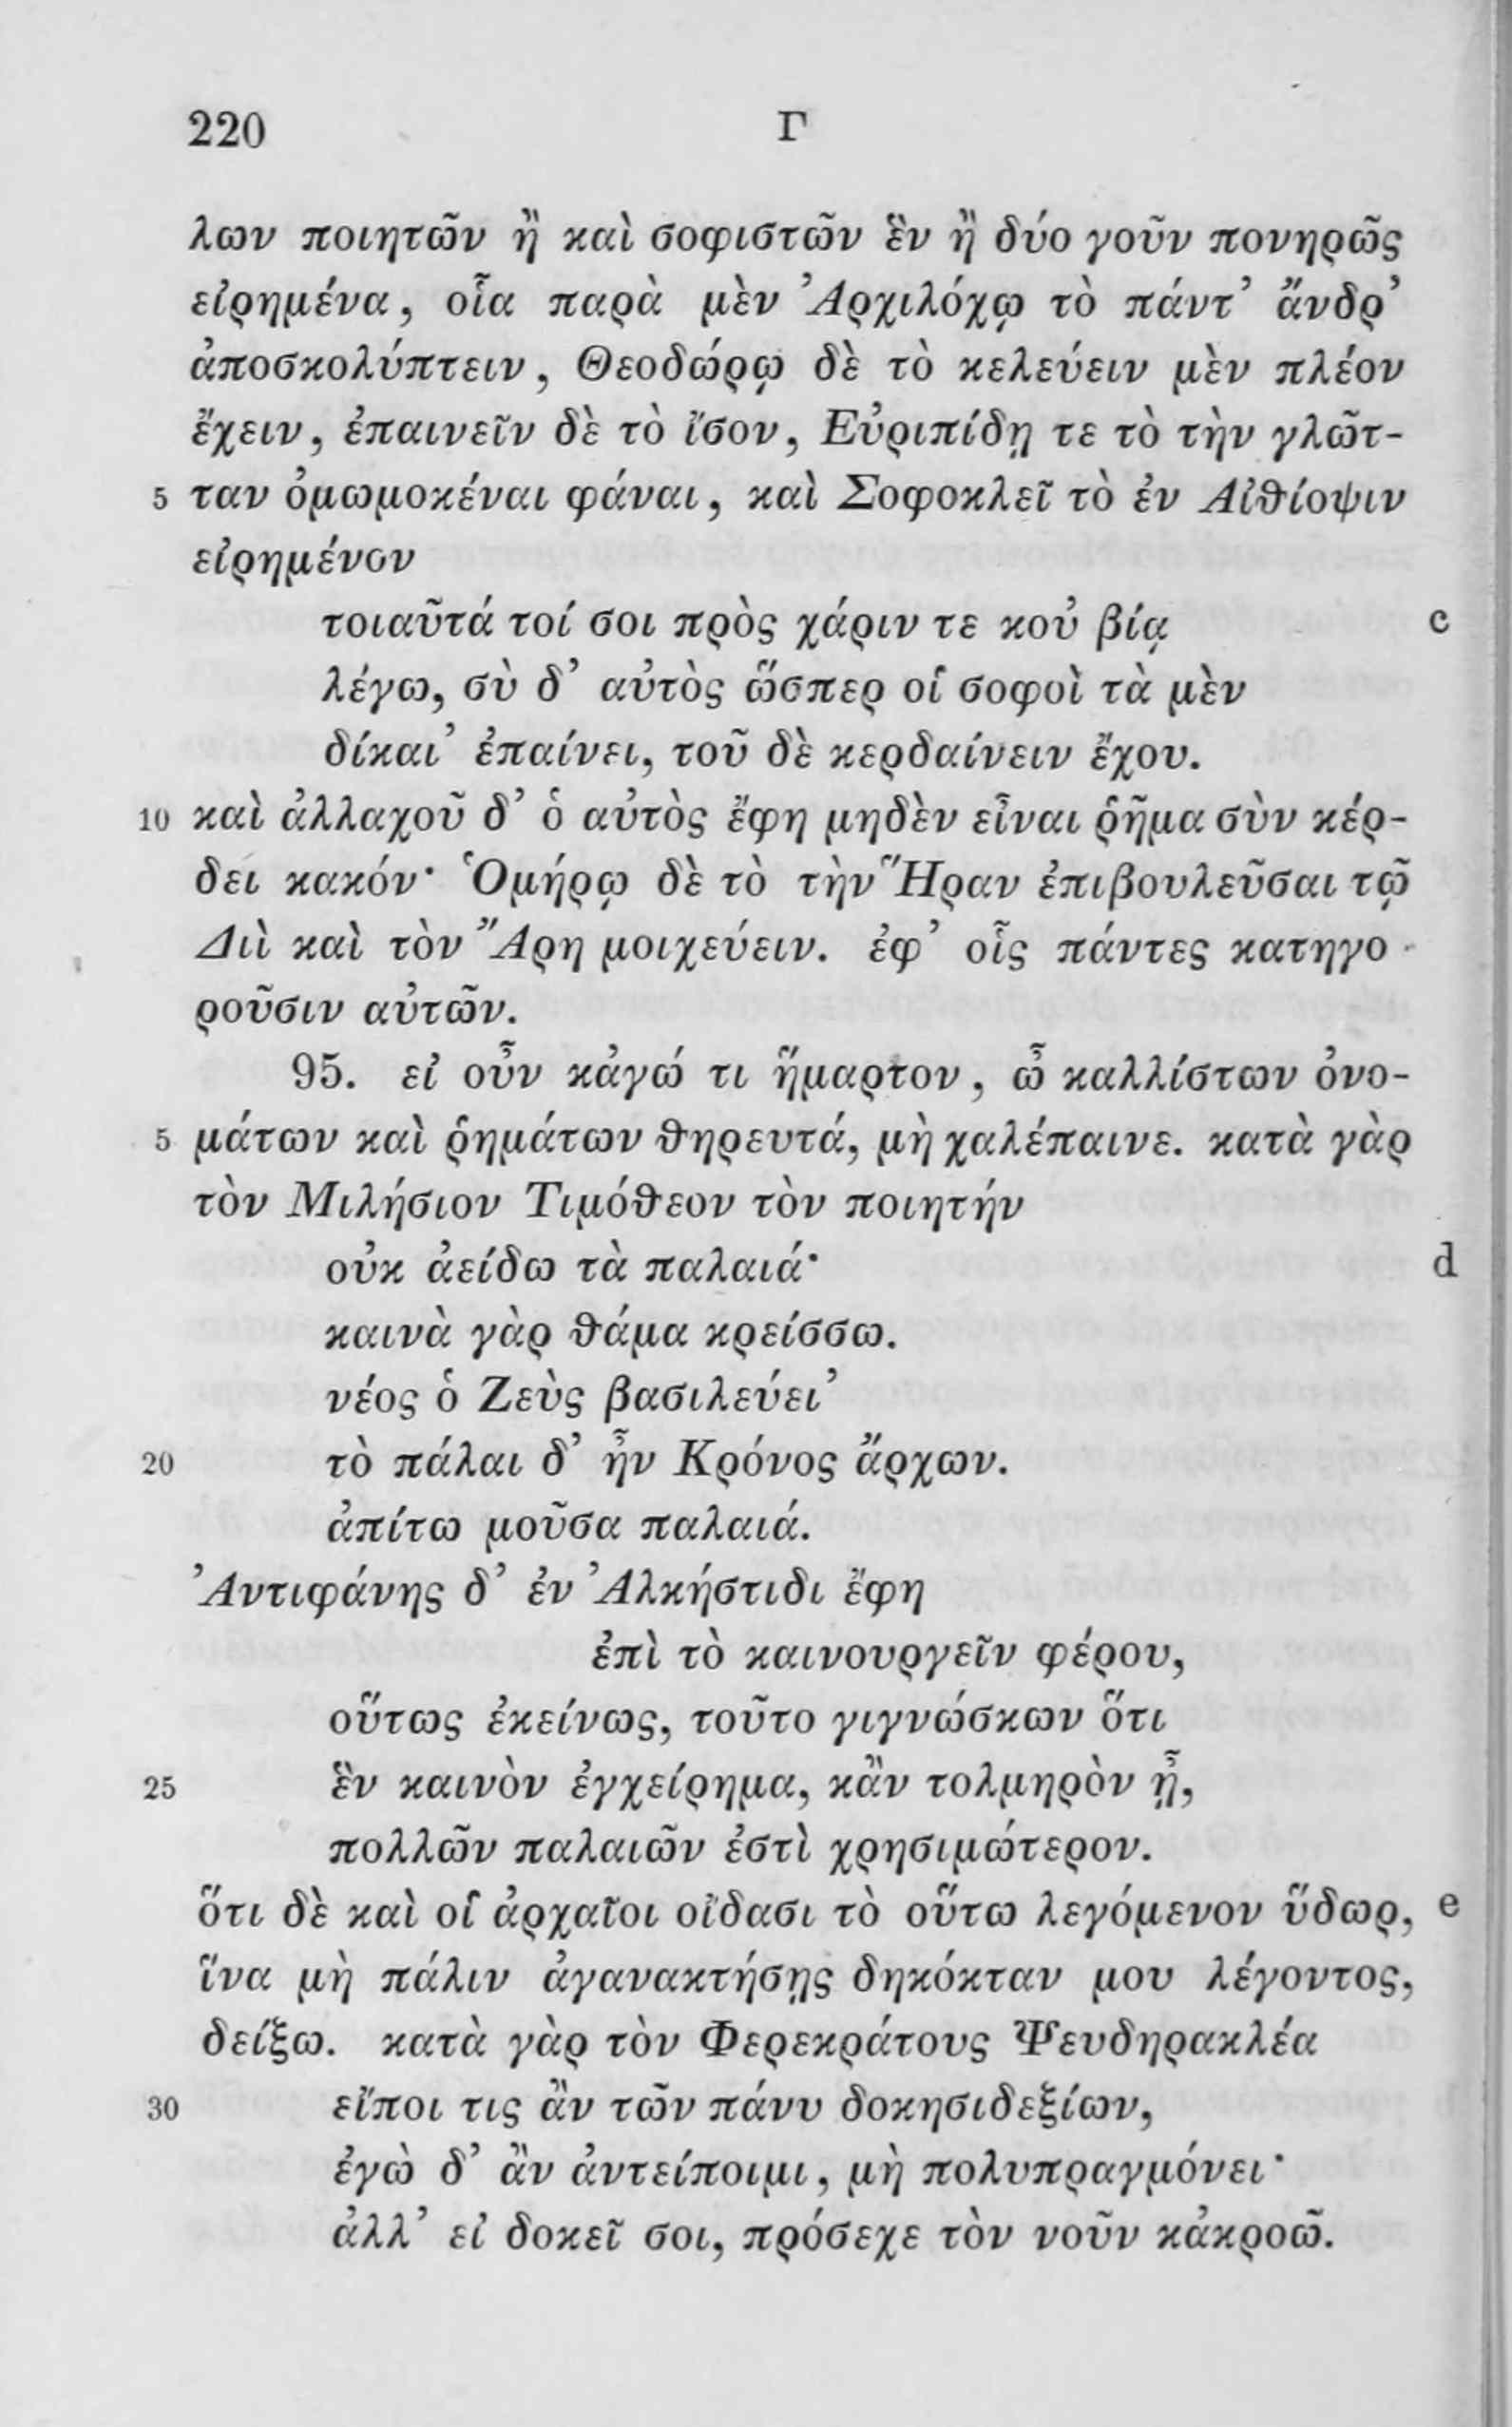 220 Γ
λων ποιητῶν ἢ καὶ σοφιστῶν ἓν ἢ δύο γοῦν πονηρῶς
εἰρημένα, οἷα παρὰ μὲν Ἀρχιλόχῳ τὸ πάντ’ ἄνδρ’
ἀποσκολύπτειν, Θεοδώρῳ δὲ τὸ κελεύειν μὲν πλέον
ἔχειν, ἐπαινεῖν δὲ τὸ ἴσον, Εὐριπίδῃ τε τὸ τὴν γλῶτ-
5 ταν ὀμωμοκέναι φάναι, καὶ Σοφοκλεῖ τὸ ἐν Αἰθίοψιν
εἰρημένον
τοιαῦτά τοί σοι πρὸς χάριν τε κοὐ βίᾳ c
λέγω, σὺ δ’ αὐτὸς ὥσπερ οἱ σοφοὶ τὰ μὲν
δίκαι’ ἐπαίνει, τοῦ δὲ κερδαίνειν ἔχου.
10 καὶ ἀλλαχοῦ δ’ ὁ αὐτὸς ἔφη μηδὲν εἶναι ῥῆμα σὺν κέρ-
δει κακόν· Ὁμήρῳ δὲ τὸ τὴν Ἥραν ἐπιβουλεῦσαι τῷ
Διὶ καὶ τὸν Ἄρη μοιχεύειν. ἐφ’ οἷς πάντες κατηγο-
ροῦσιν αὐτῶν.
95. εἰ οὖν κἀγώ τι ἥμαρτον, ὦ καλλίστων ὀνο-
5 μάτων καὶ ῥημάτων θηρευτά, μὴ χαλέπαινε. κατὰ γὰρ
τὸν Μιλήσιον Τιμόθεον τὸν ποιητήν
οὐκ ἀείδω τὰ παλαιά· d
καινὰ γὰρ θάμα κρείσσω.
νέος ὁ Ζεὺς βασιλεύει’
20 τὸ πάλαι δ’ ἦν Κρόνος ἄρχων.
ἀπίτω μοῦσα παλαιά.
Ἀντιφάνης δ’ ἐν Ἀλκήστιδι ἔφη
ἐπὶ τὸ καινουργεῖν φέρου,
οὕτως ἐκείνως, τοῦτο γιγνώσκων ὅτι
25 ἓν καινὸν ἐγχείρημα, κἂν τολμηρὸν ᾖ,
πολλῶν παλαιῶν ἐστὶ χρησιμώτερον.
ὅτι δὲ καὶ οἱ ἀρχαῖοι οἴδασι τὸ οὕτω λεγόμενον ὕδωρ, e
ἵνα μὴ πάλιν ἀγανακτήσῃς δηκόκταν μου λέγοντος,
δείξω. κατὰ γὰρ τὸν Φερεκράτους Ψευδηρακλέα
30 εἴποι τις ἂν τῶν πάνυ δοκησιδεξίων,
ἐγὼ δ’ ἂν ἀντείποιμι, μὴ πολυπραγμόνει·
ἀλλ’ εἰ δοκεῖ σοι, πρόσεχε τὸν νοῦν κἀκροῶ.